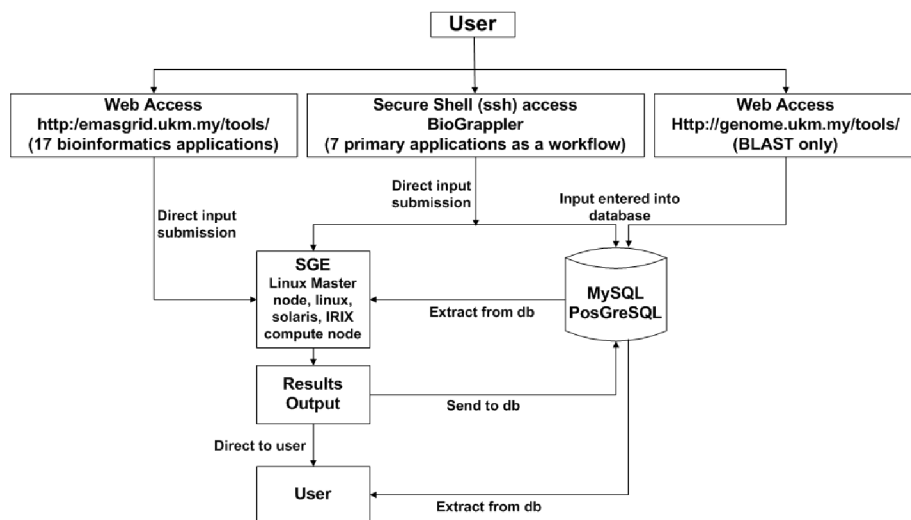 User
Web Access
http:/emasgrid.ukm.my/tools/
(17 bioinformatics applications)
Secure Shell (ssh) access
BioGrappler
(7 primary applications as a workflow)
Web Access
Http://genome.ukm.my/tools/
(BLAST only)
Direct input
submission
Direct input
submission
Input entered into
database
SGE
Linux Master
node, linux,
solaris, IRIX
compute node
Extract from db
MySQL
PosGreSQL
Results
Output
Send to db
Direct to user
User
Extract from db